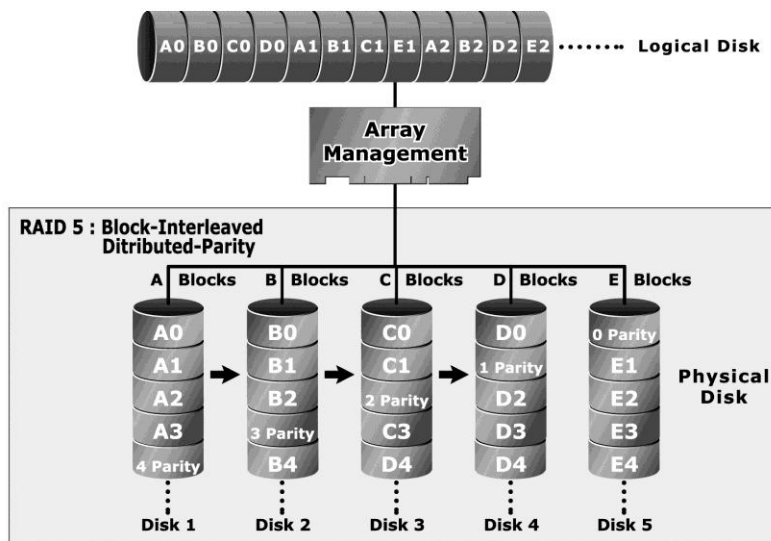 A0 B0 C0 D0 A1 B1 C1 E1 A2 B2 D2 E2 Logical Disk
Array
Management
RAID 5 : Block-Interleaved
Ditributed-Parity
A Blocks B Blocks C Blocks D Blocks E Blocks
A0 B0 C0 D0 0 Parity
A1 B1 C1 1 Parity E1
A2 B2 2 Parity D2 E2
A3 3 Parity C3 D3 E3
4 Parity B4 D4 D4 E4
Physical
Disk
Disk 1 Disk 2 Disk 3 Disk 4 Disk 5